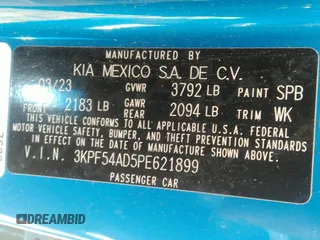 MANUFACTURED BY
KIA MEXICO S.A. DE C.V.
03/23 GVWR 3792 LB PAINT SPB
FRONT 2183 LB GAWR REAR 2094 LB TRIM WK
THIS VEHICLE CONFORMS TO ALL APPLICABLE U.S.A. FEDERAL MOTOR VEHICLE
SAFETY, BUMPER, AND THEFT PREVENTION STANDARDS IN
EFFECT ON THE DATE OF MANUFACTURE SHOWN ABOVE.
V.I.N. 3KPF54AD5PE621899
PASSENGER CAR
DREAMBID